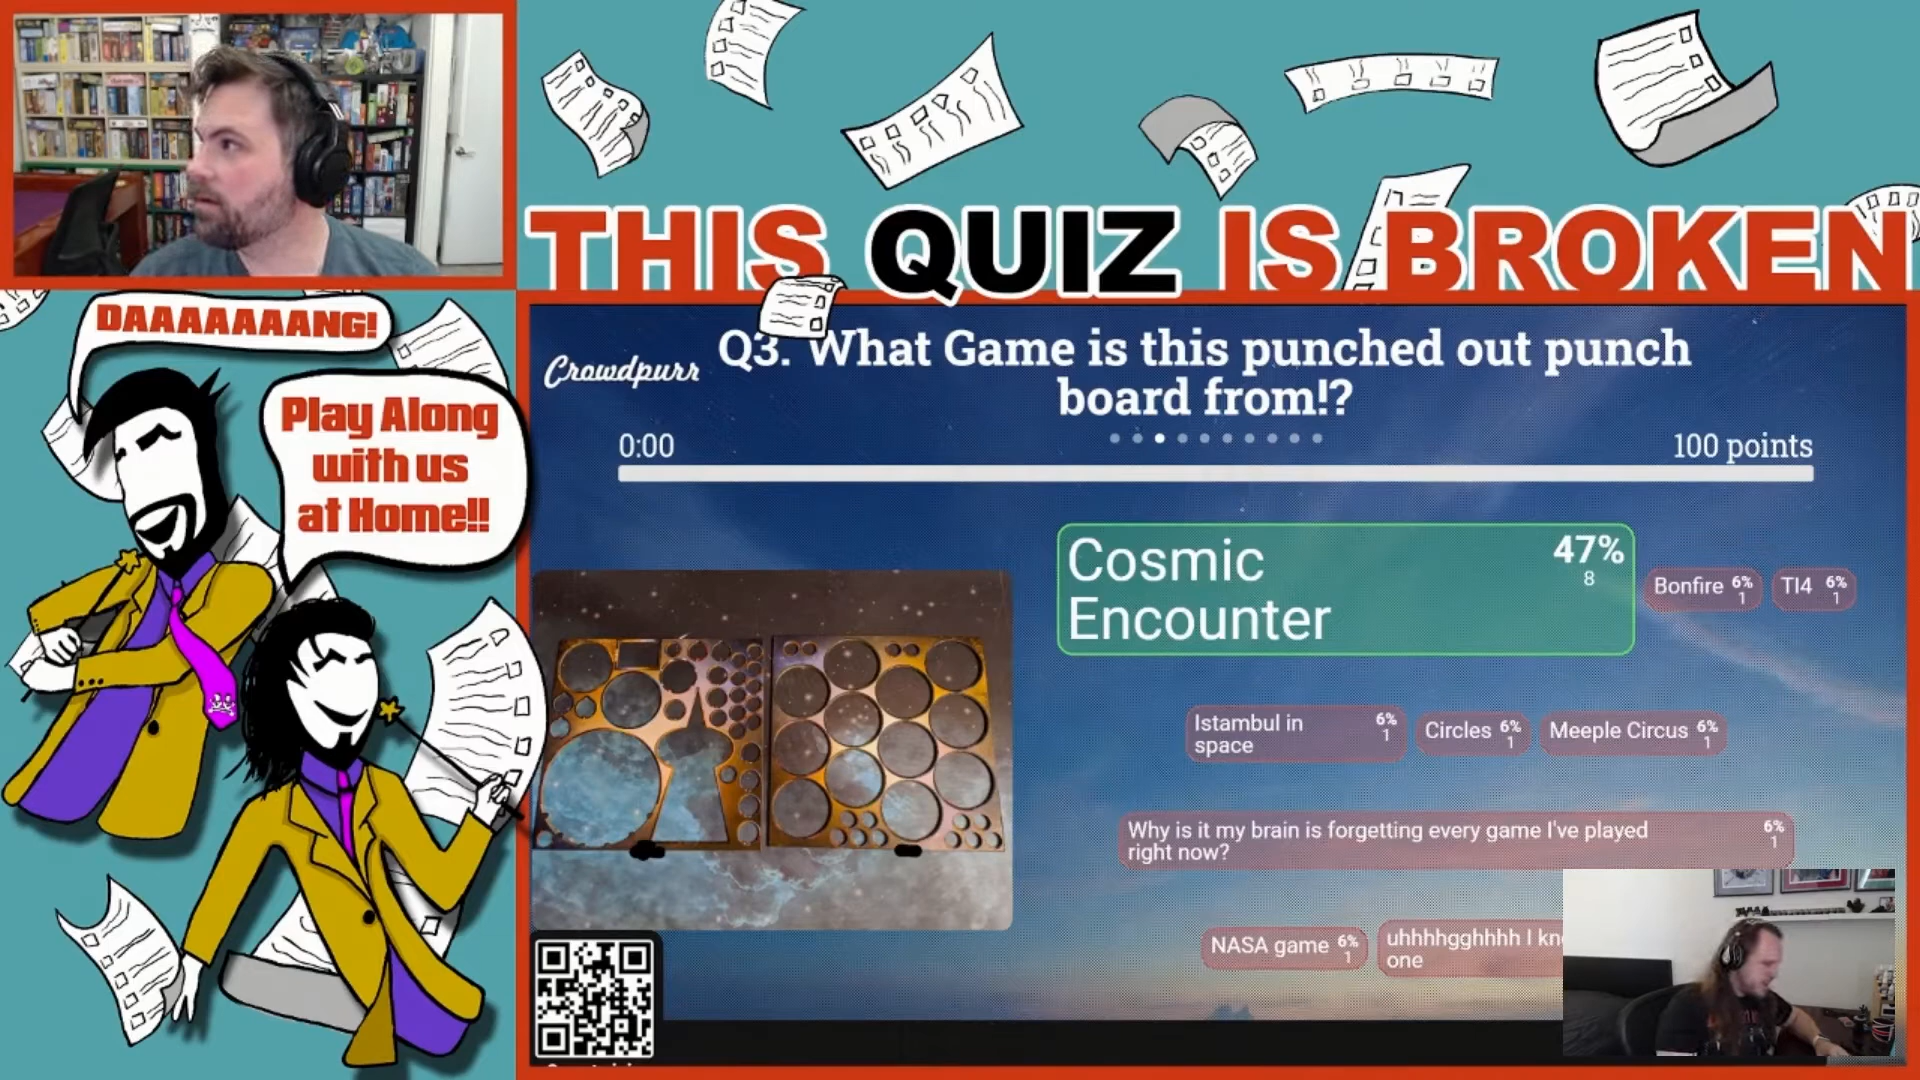 THIS QUIZ IS BROKEN
DAAAAAAANG!
Play Along
with us
at Home!!
Crowdpurr
Q3. What Game is this punched out punch
board from!?
0:00
100 points
Cosmic
Encounter
47%
8
Bonfire 6%
1
TI4 6%
1
Istambul in
space
6%
1
Circles 6%
1
Meeple Circus 6%
1
Why is it my brain is forgetting every game I've played
right now?
6%
1
NASA game 6%
1
uhhhhgghhhh I
one